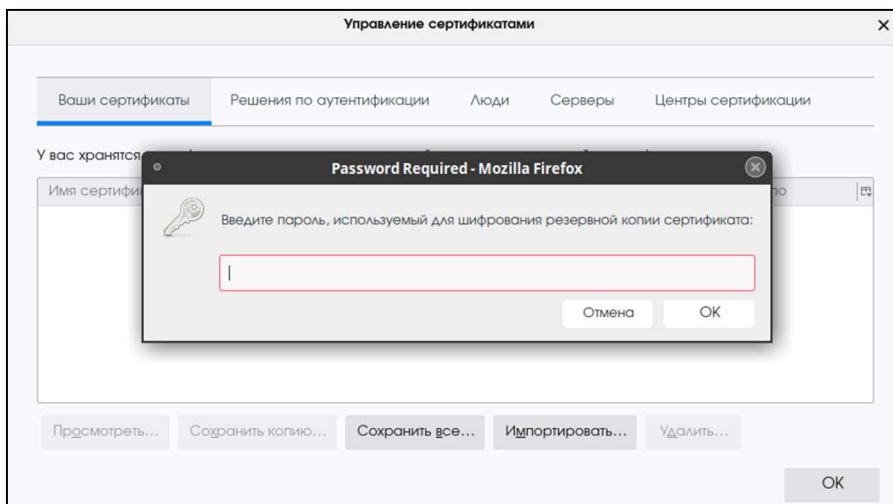 Управление сертификатами
Ваши сертификаты Решения по аутентификации Люди Серверы Центры сертификации
У вас хранятся
Password Required - Mozilla Firefox
Имя
Введите пароль, используемый для шифрования резервной копии сертификата:
Отмена OK
Просмотреть... Сохранить копию... Сохранить все... Импортировать... Удалить...
OK